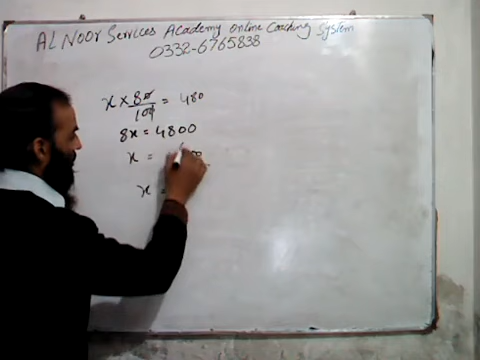 AL NOOR Services Academy Online Coaching System
0332-6765838
x × 80/100 = 480
8x = 4800
x =
x =